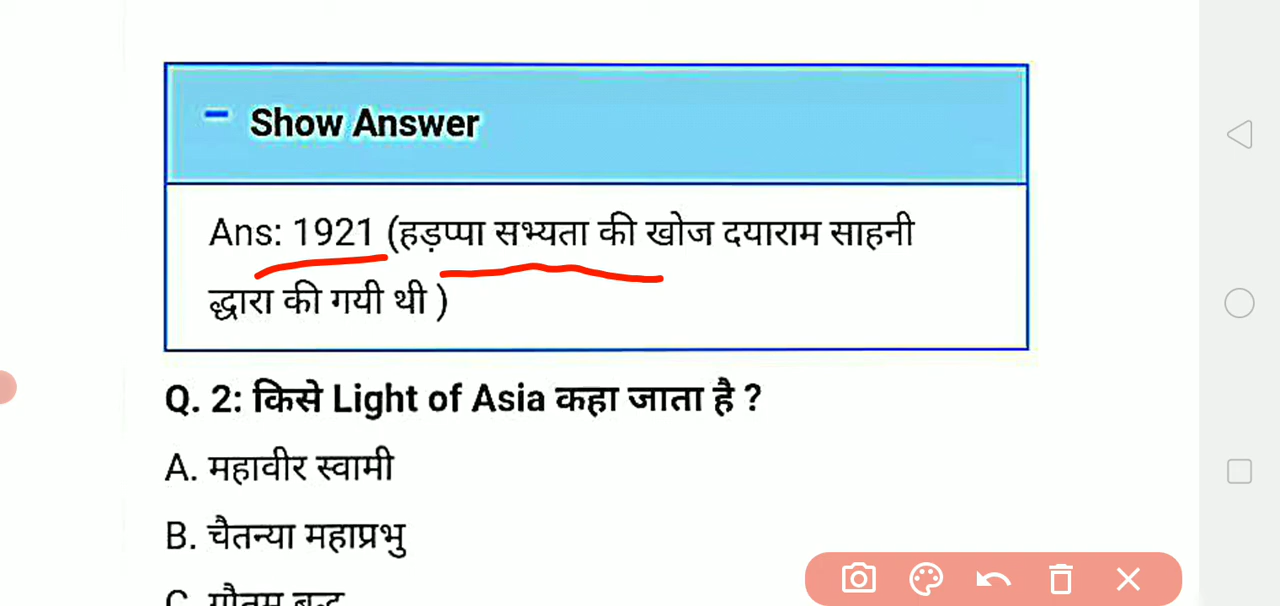 Show Answer
Ans: 1921 (हड़प्पा सभ्यता की खोज दयाराम साहनी
द्धारा की गयी थी )
Q. 2: किसे Light of Asia कहा जाता है ?
A. महावीर स्वामी
B. चैतन्या महाप्रभु
C. गौतम बुद्ध